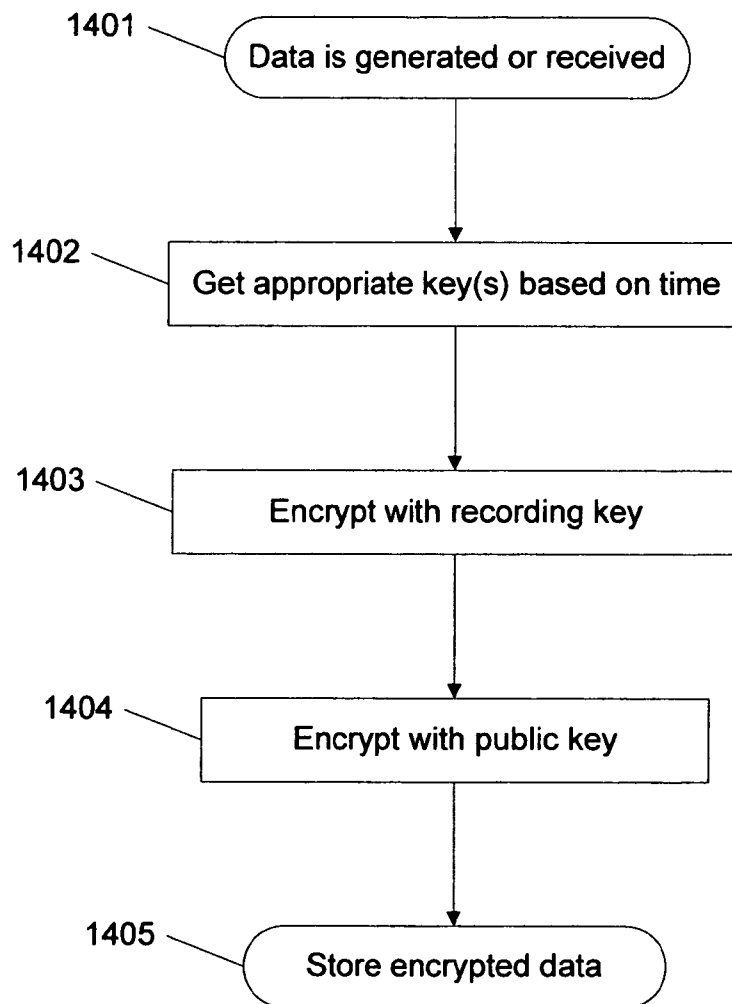 1401
Data is generated or received
1402
Get appropriate key(s) based on time
1403
Encrypt with recording key
1404
Encrypt with public key
1405
Store encrypted data